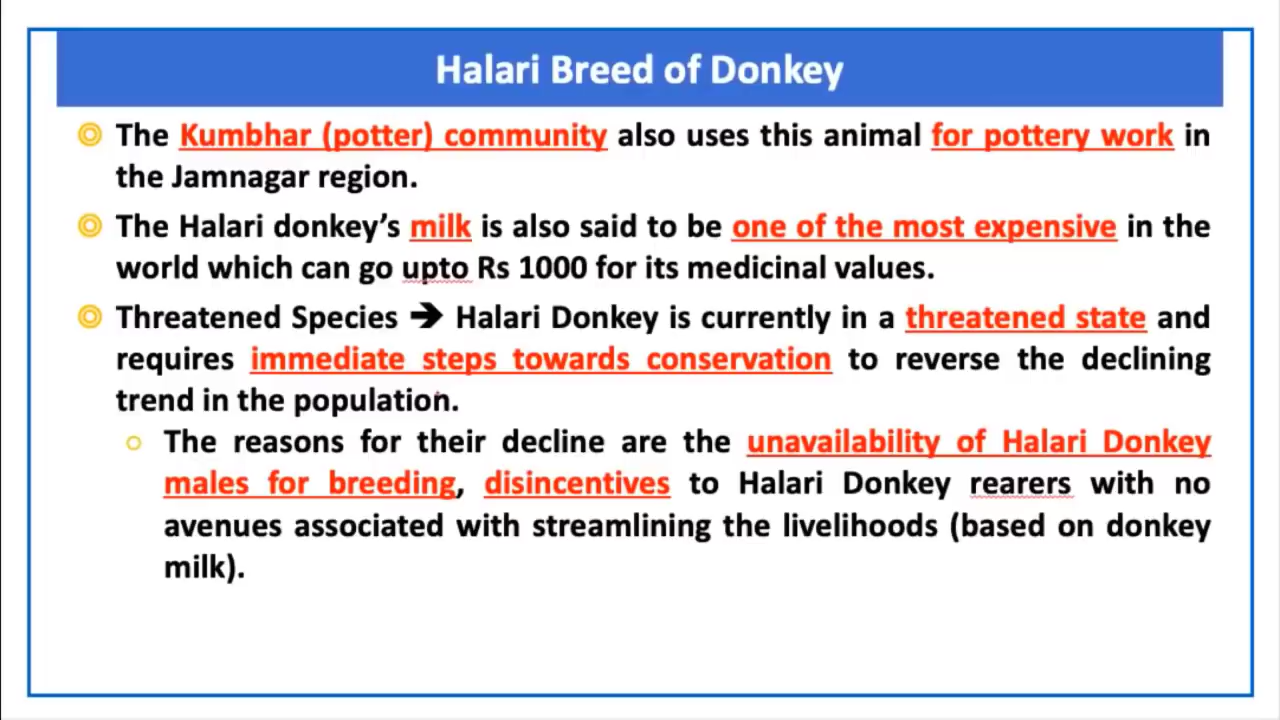 Halari Breed of Donkey
The Kumbhar (potter) community also uses this animal for pottery work in
the Jamnagar region.
The Halari donkey’s milk is also said to be one of the most expensive in the
world which can go upto Rs 1000 for its medicinal values.
Threatened Species ➔ Halari Donkey is currently in a threatened state and
requires immediate steps towards conservation to reverse the declining
trend in the population.
The reasons for their decline are the unavailability of Halari Donkey
males for breeding, disincentives to Halari Donkey rearers with no
avenues associated with streamlining the livelihoods (based on donkey
milk).